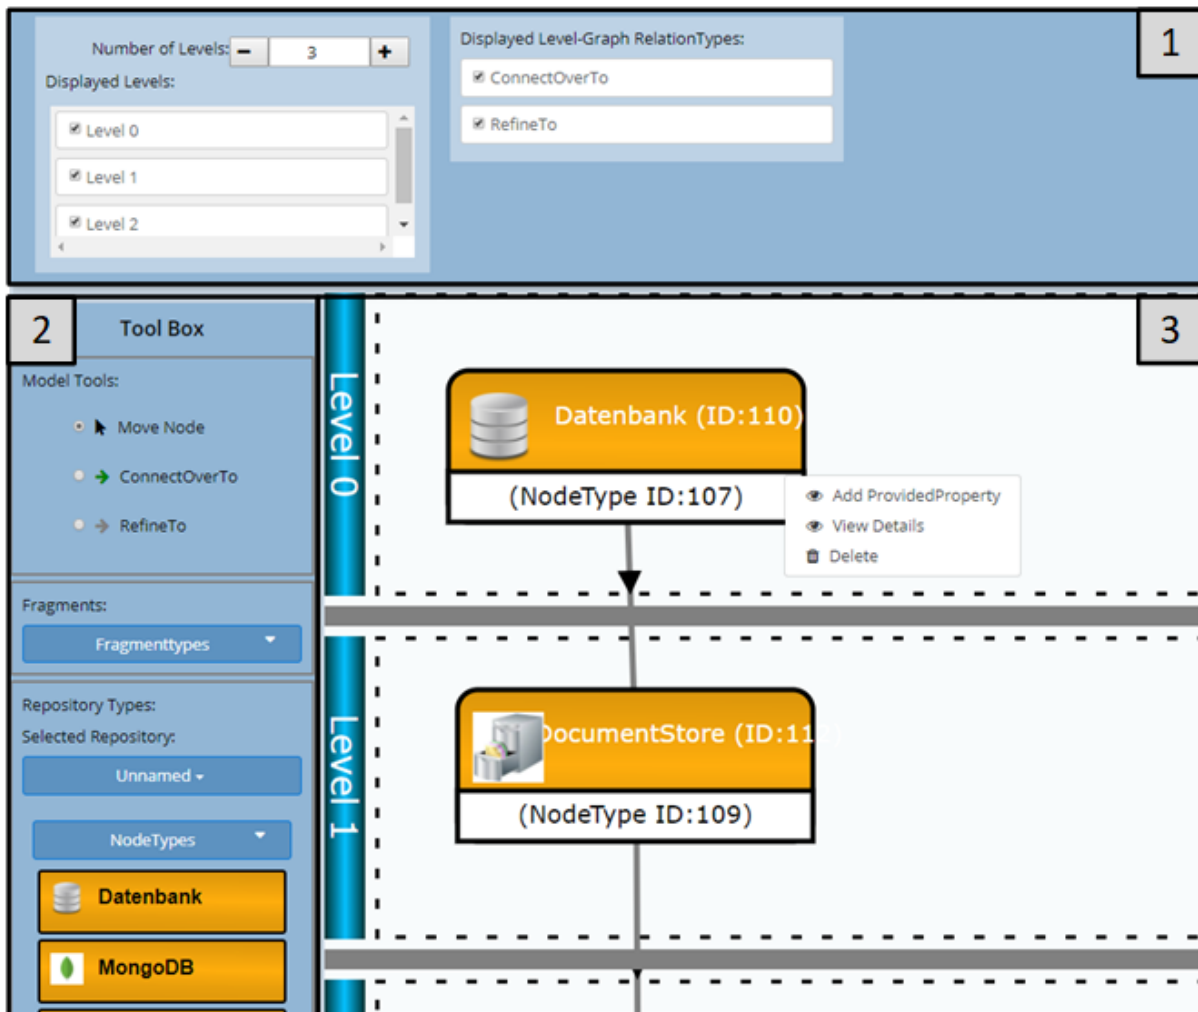 1
Number of Levels:
3
Displayed Levels:
Level 0
Level 1
Level 2
Displayed Level-Graph RelationTypes:
ConnectOverTo
RefineTo
2
Tool Box
Model Tools:
Move Node
ConnectOverTo
RefineTo
Fragments:
Fragmenttypes
Repository Types:
Selected Repository:
Unnamed
NodeTypes
Datenbank
MongoDB
3
Level 0
Datenbank (ID:110)
(NodeType ID:107)
Add ProvidedProperty
View Details
Delete
Level 1
DocumentStore (ID:11
(NodeType ID:109)